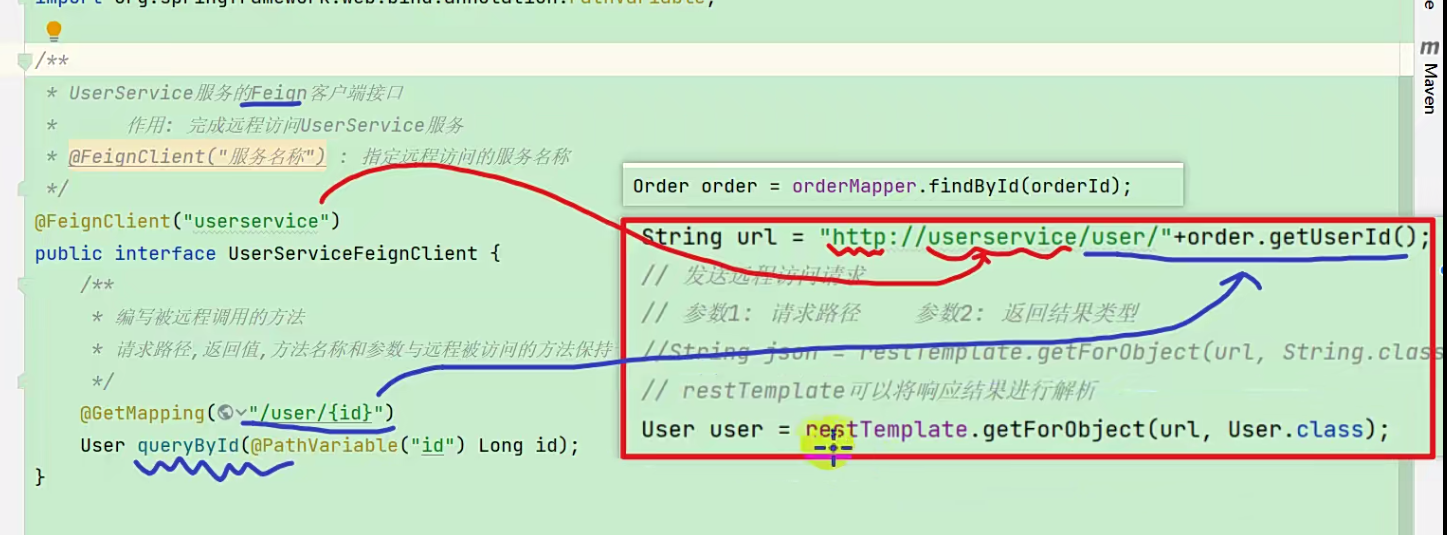 import org.springframework.web.bind.annotation.PathVariable;
/**
* UserService服务的Feign客户端接口
* 作用: 完成远程访问UserService服务
* @FeignClient("服务名称") : 指定远程访问的服务名称
*/
@FeignClient("userservice")
public interface UserServiceFeignClient {
/**
* 编写被远程调用的方法
* 请求路径,返回值,方法名称和参数与远程被访问的方法保持
*/
@GetMapping("/user/{id}")
User queryById(@PathVariable("id") Long id);
}
Order order = orderMapper.findById(orderId);
String url = "http://userservice/user/"+order.getUserId();
// 发送远程访问请求
// 参数1: 请求路径 参数2: 返回结果类型
//String json = restTemplate.getForObject(url, String.class
// restTemplate可以将响应结果进行解析
User user = restTemplate.getForObject(url, User.class);
e
m
Maven